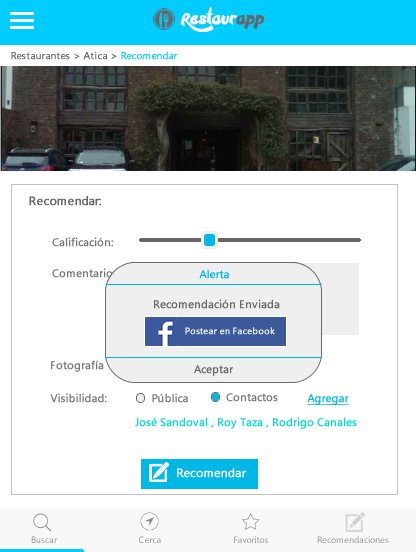 Restaurapp
Restaurantes > Atica > Recomendar
Recomendar:
Calificación:
Comentario
Alerta
Recomendación Enviada
f Postear en Facebook
Aceptar
Fotografía
Visibilidad: Pública Contactos Agregar
José Sandoval , Roy Taza , Rodrigo Canales
Recomendar
Buscar Cerca Favoritos Recomendaciones